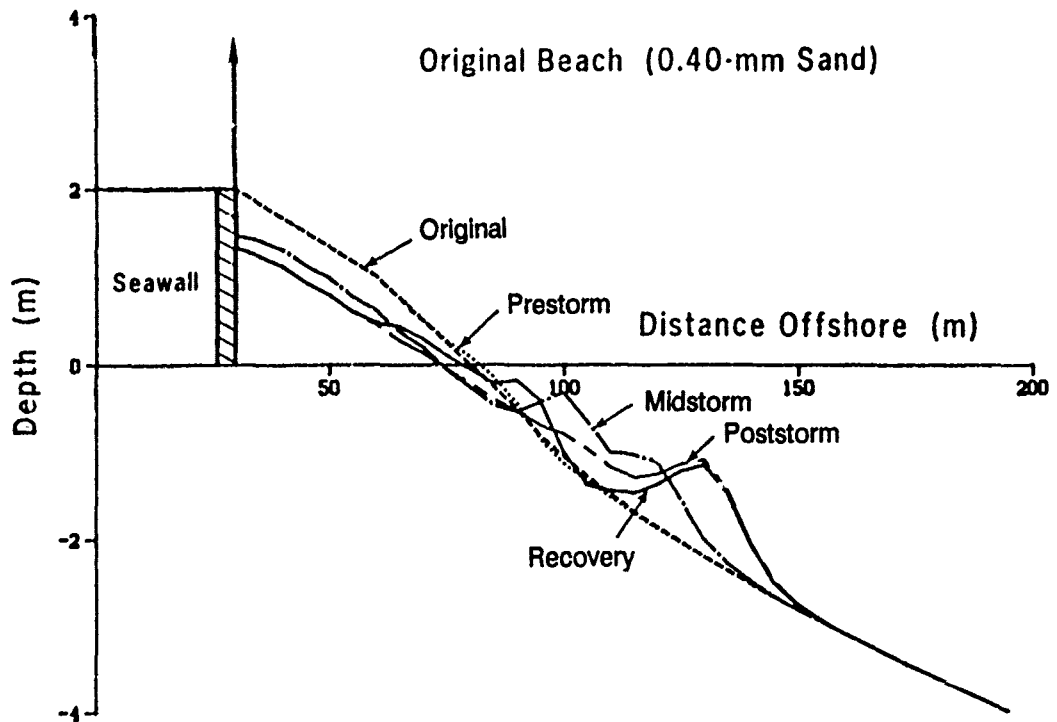 4
Original Beach (0.40-mm Sand)
2
Original
Seawall
Prestorm
Distance Offshore (m)
Depth (m)
0
50
100
150
200
Midstorm
Poststorm
Recovery
-2
-4